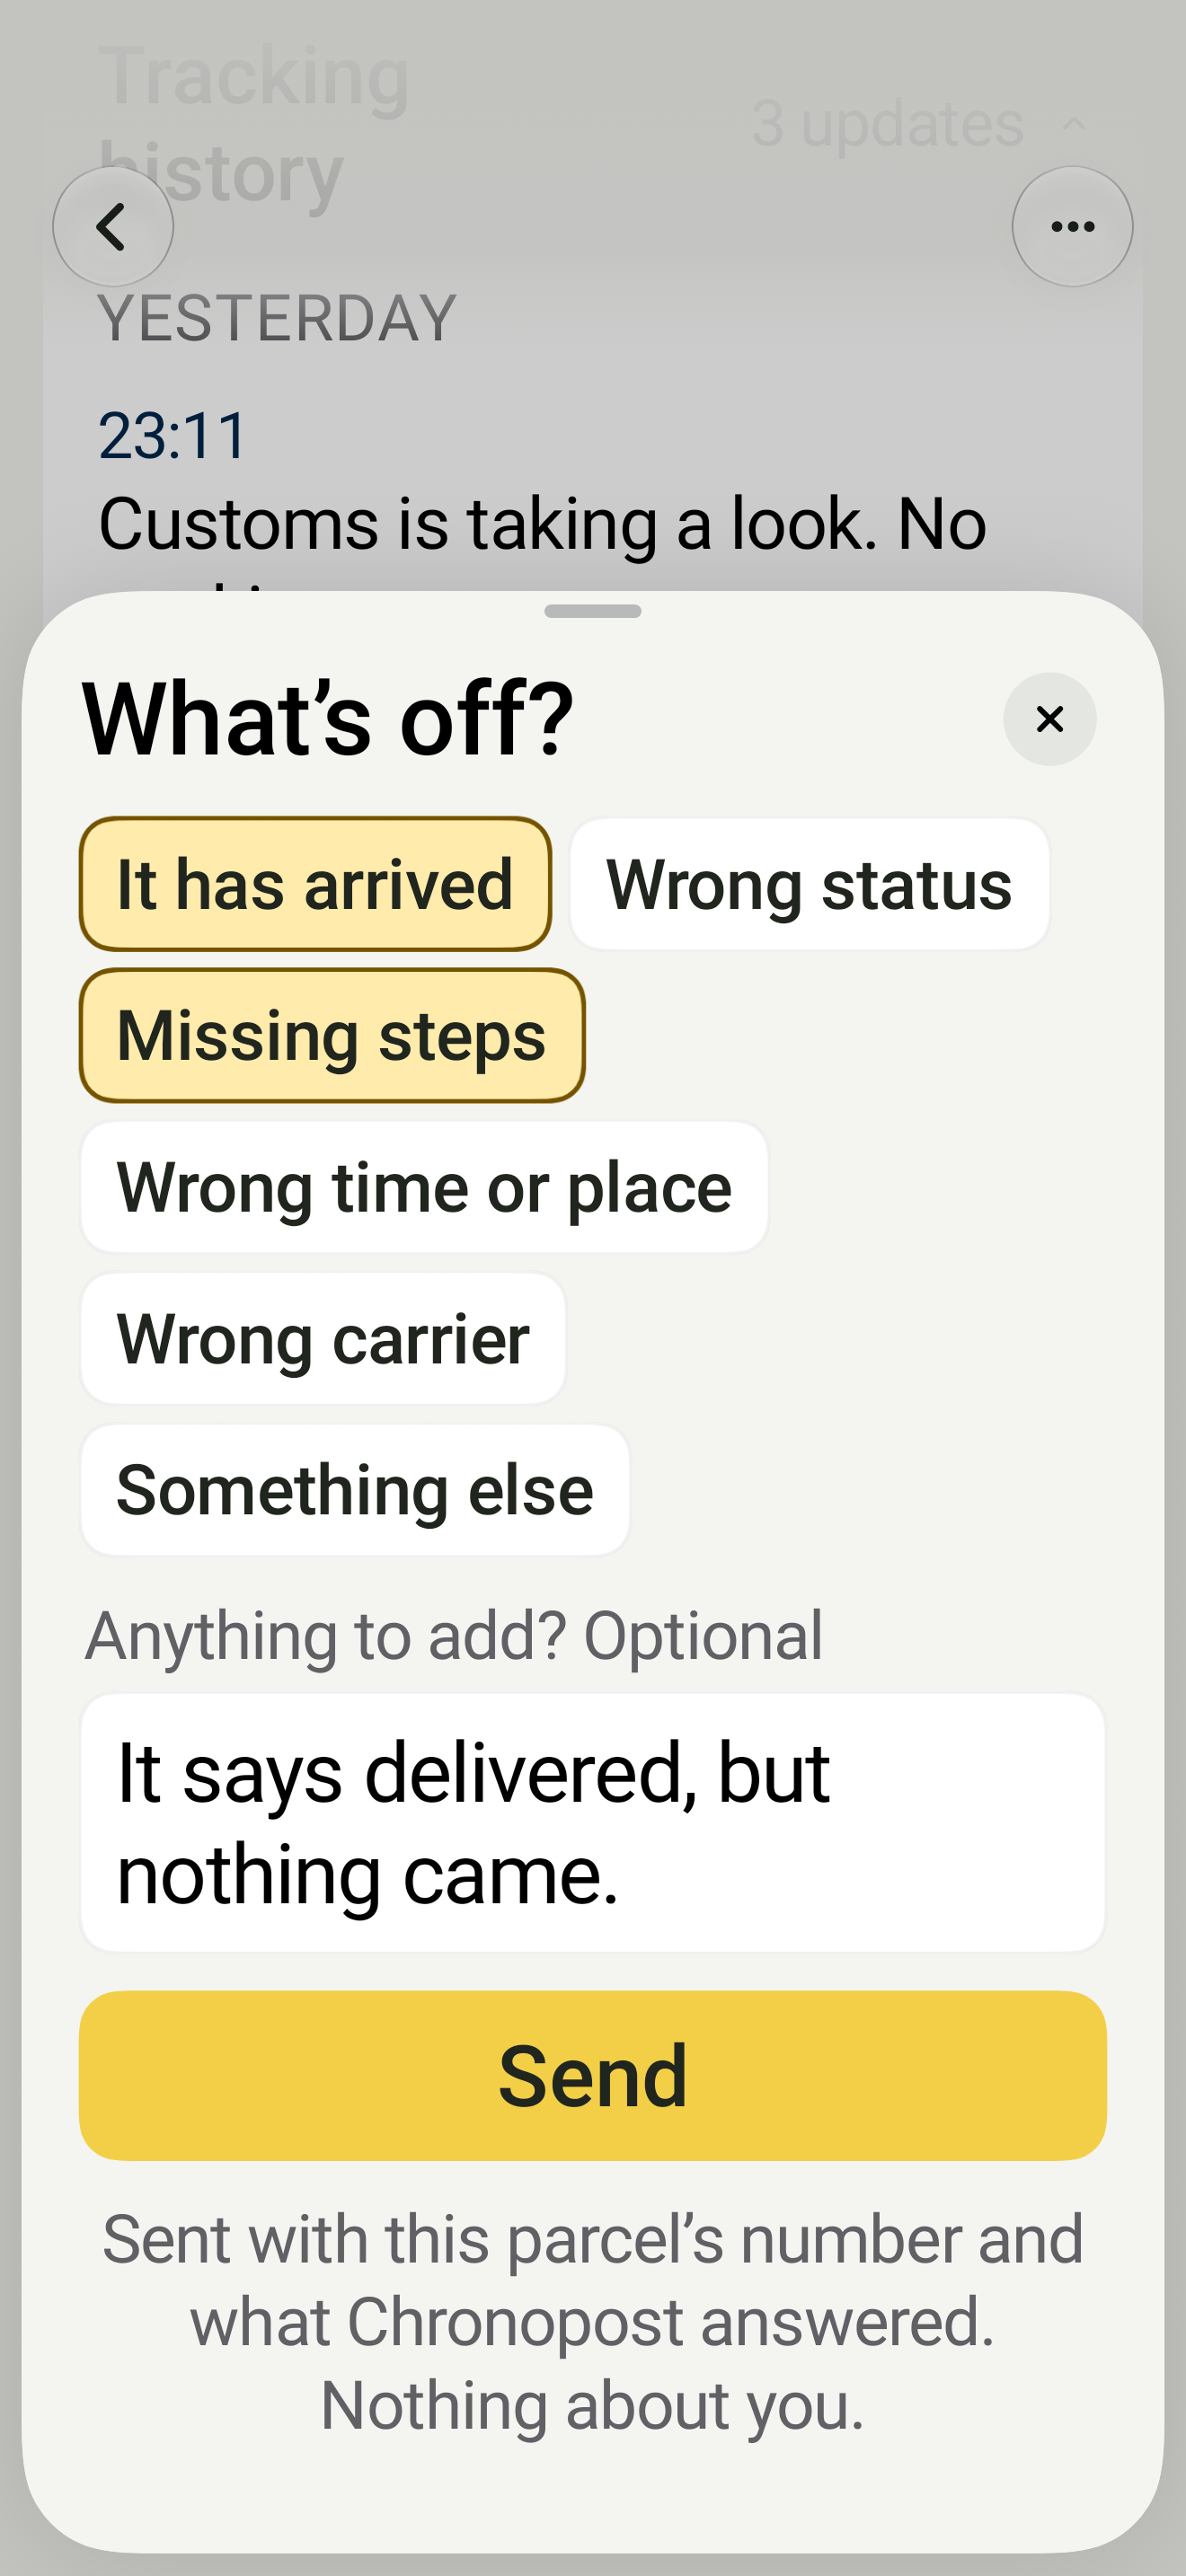 Tracking
history
3 updates
YESTERDAY
23:11
Customs is taking a look. No
What’s off?
It has arrived
Wrong status
Missing steps
Wrong time or place
Wrong carrier
Something else
Anything to add? Optional
It says delivered, but
nothing came.
Send
Sent with this parcel’s number and
what Chronopost answered.
Nothing about you.